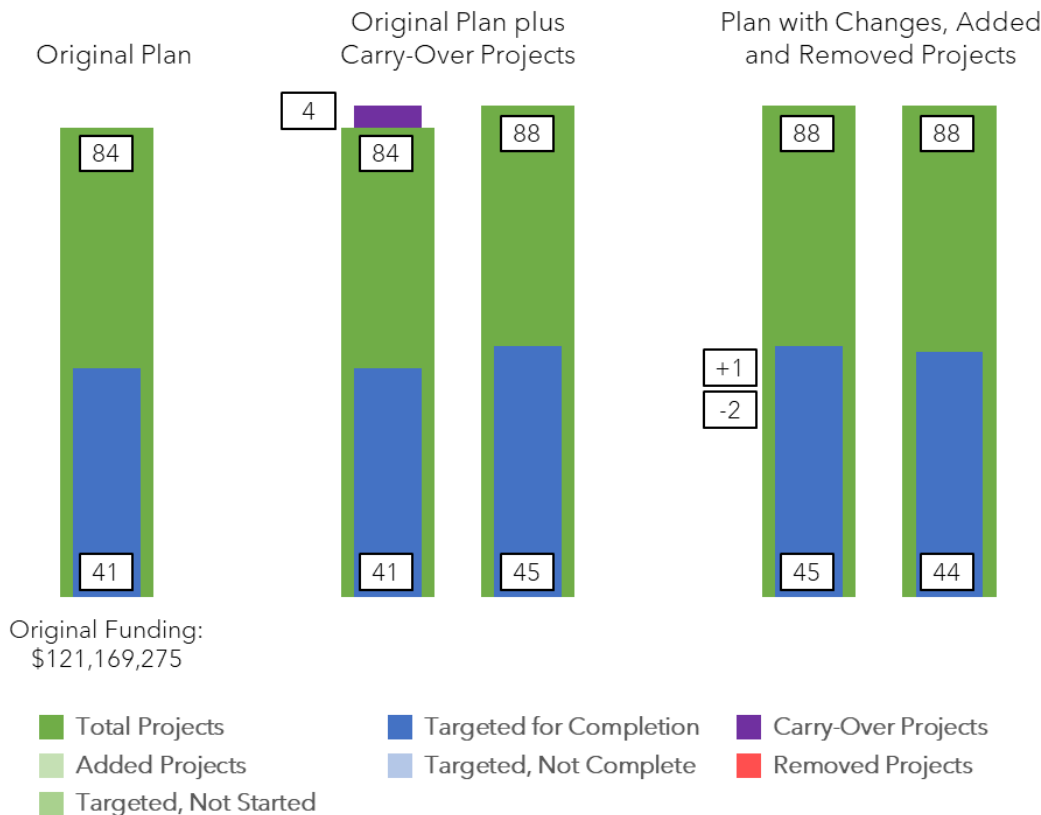 Original Plan
Original Plan plus
Carry-Over Projects
Plan with Changes, Added
and Removed Projects
4
84
84
88
88
88
+1
-2
41
41
45
45
44
Original Funding:
$121,169,275
Total Projects
Targeted for Completion
Carry-Over Projects
Added Projects
Targeted, Not Complete
Removed Projects
Targeted, Not Started